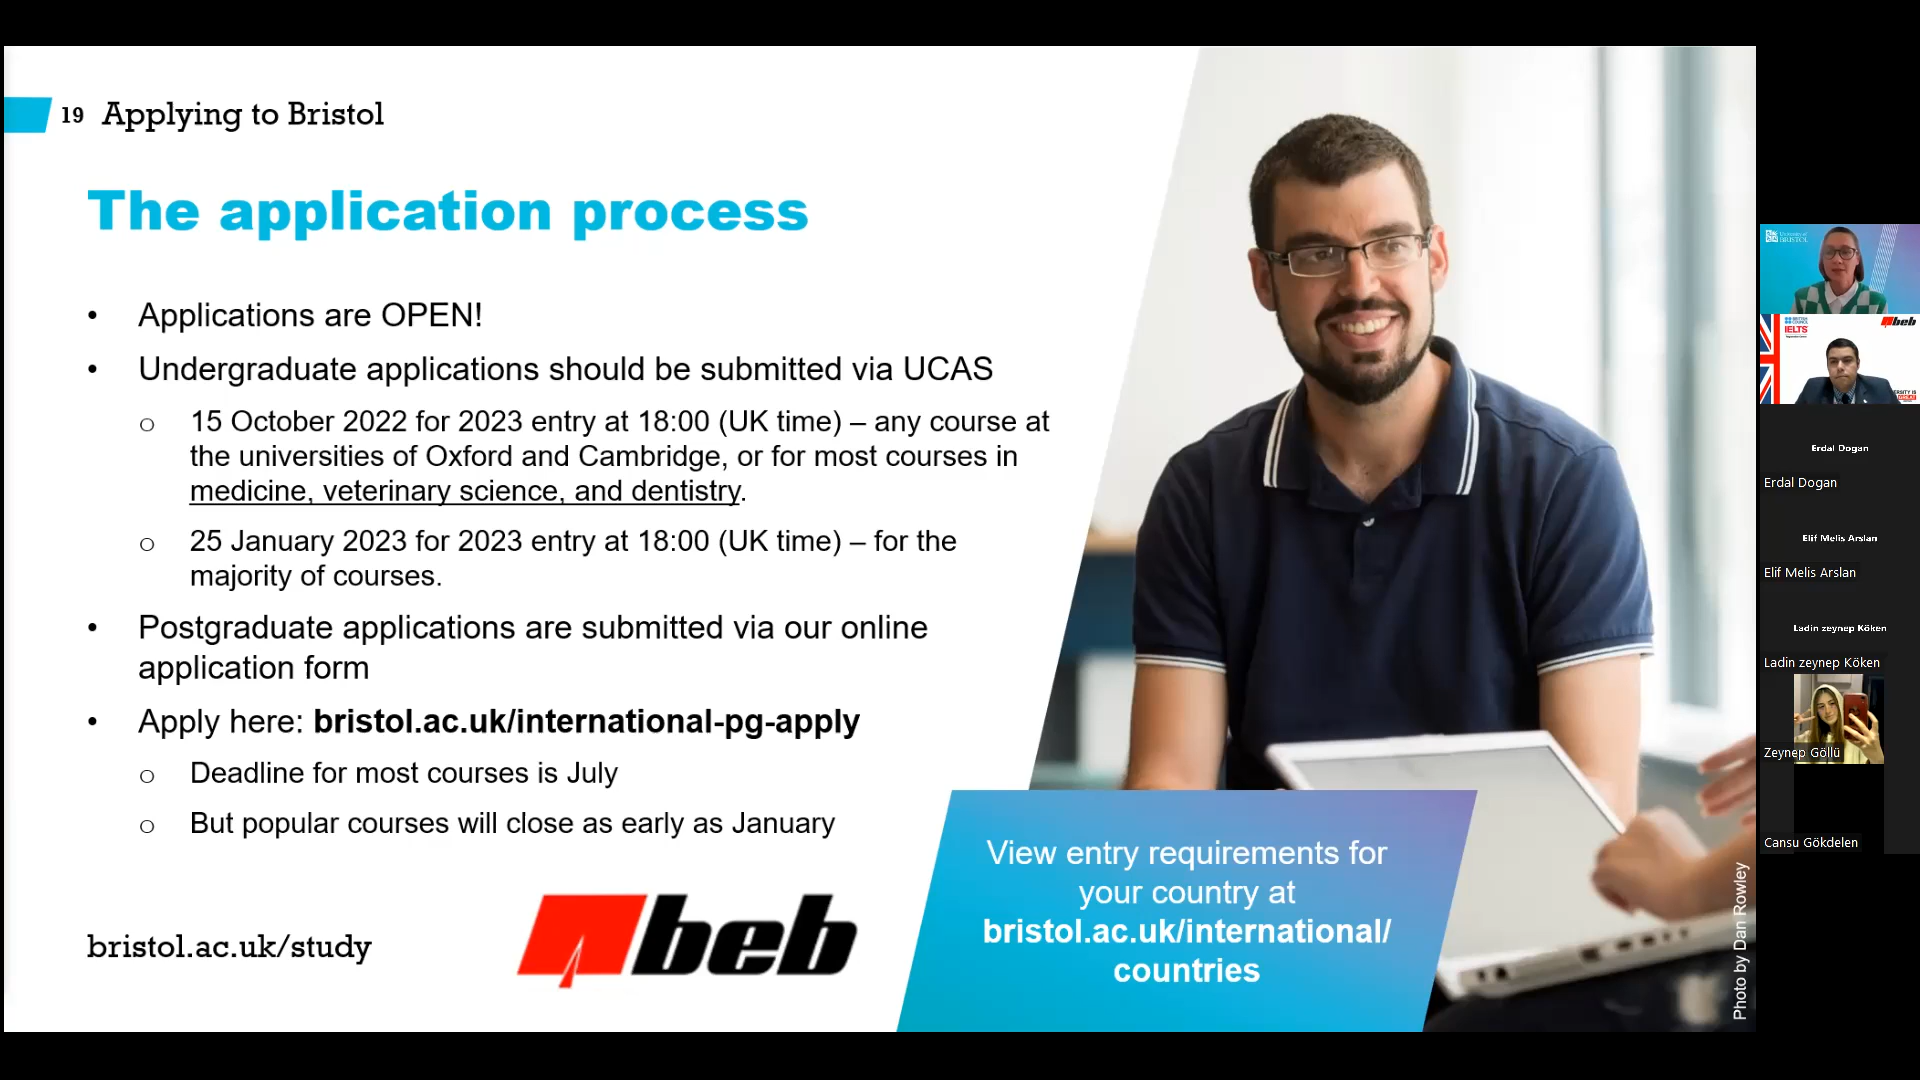 19 Applying to Bristol
The application process
• Applications are OPEN!
• Undergraduate applications should be submitted via UCAS
o 15 October 2022 for 2023 entry at 18:00 (UK time) – any course at
the universities of Oxford and Cambridge, or for most courses in
medicine, veterinary science, and dentistry.
o 25 January 2023 for 2023 entry at 18:00 (UK time) – for the
majority of courses.
• Postgraduate applications are submitted via our online
application form
• Apply here: bristol.ac.uk/international-pg-apply
o Deadline for most courses is July
o But popular courses will close as early as January
bristol.ac.uk/study
beb
View entry requirements for
your country at
bristol.ac.uk/international/
countries
Photo by Dan Rowley
University of
BRISTOL
IELTS
beb
Erdal Dogan
Erdal Dogan
Elif Melis Arslan
Elif Melis Arslan
Ladin zeynep Köken
Ladin zeynep Köken
Zeynep Göllü
Cansu Gökdelen